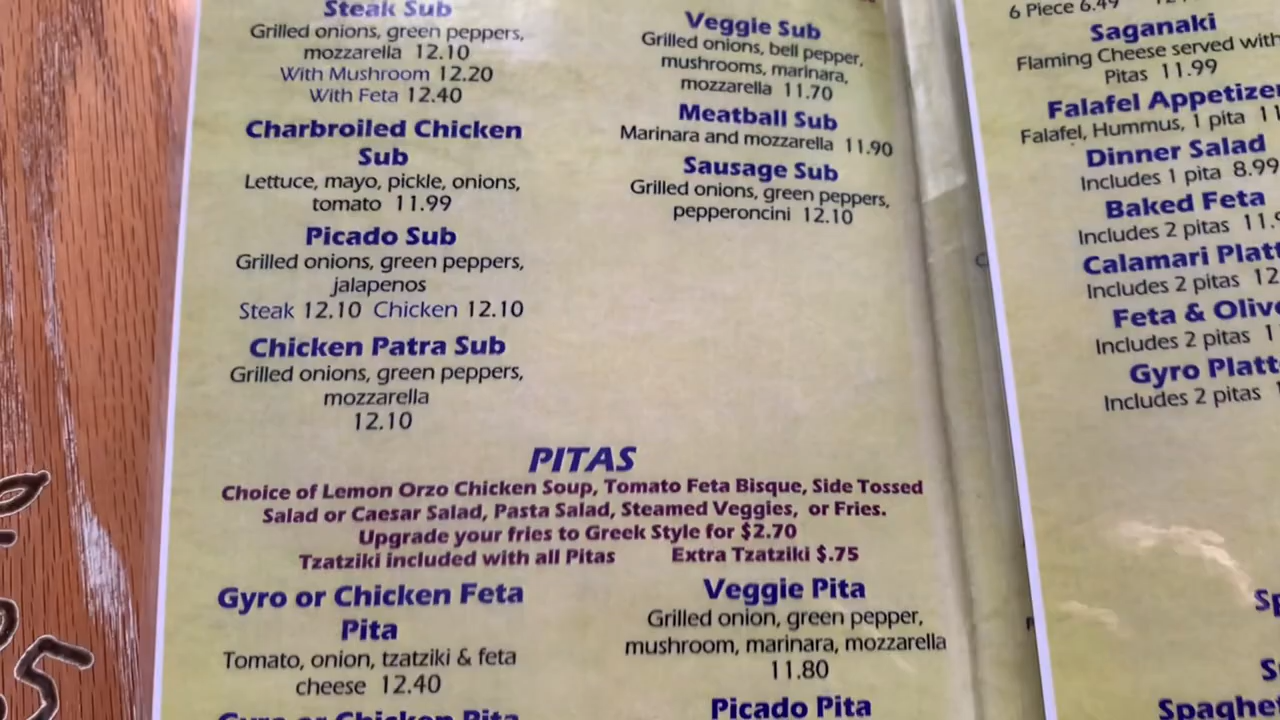 Steak Sub
Grilled onions, green peppers,
mozzarella 12.10
With Mushroom 12.20
With Feta 12.40
Charbroiled Chicken
Sub
Lettuce, mayo, pickle, onions,
tomato 11.99
Picado Sub
Grilled onions, green peppers,
jalapenos
Steak 12.10 Chicken 12.10
Chicken Patra Sub
Grilled onions, green peppers,
mozzarella
12.10
Veggie Sub
Grilled onions, bell pepper,
mushrooms, marinara,
mozzarella 11.70
Meatball Sub
Marinara and mozzarella 11.90
Sausage Sub
Grilled onions, green peppers,
pepperoncini 12.10
PITAS
Choice of Lemon Orzo Chicken Soup, Tomato Feta Bisque, Side Tossed
Salad or Caesar Salad, Pasta Salad, Steamed Veggies, or Fries.
Upgrade your fries to Greek Style for $2.70
Tzatziki included with all Pitas Extra Tzatziki $.75
Gyro or Chicken Feta
Pita
Tomato, onion, tzatziki & feta
cheese 12.40
Gyro or Chicken Pita
Veggie Pita
Grilled onion, green pepper,
mushroom, marinara, mozzarella
11.80
Picado Pita
6 Piece 6.49
Saganaki
Flaming Cheese served with
Pitas 11.99
Falafel Appetizer
Falafel, Hummus, 1 pita
Dinner Salad
Includes 1 pita 8.99
Baked Feta
Includes 2 pitas
Calamari
Includes 2 pitas
Feta &
Includes 2 pitas
Gyro
Includes 2 pitas